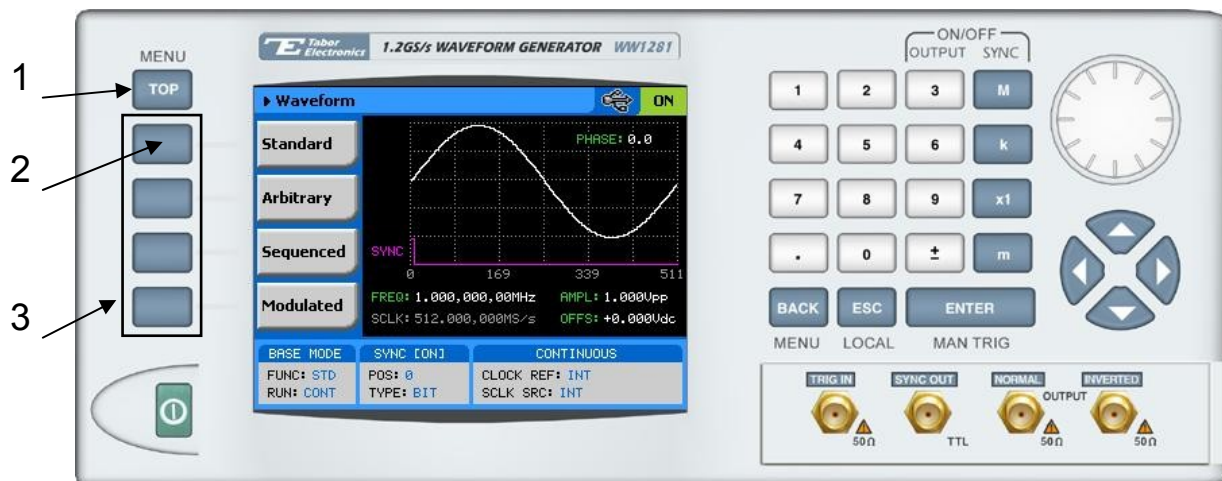 1
2
3
MENU
TOP
Tabor Electronics 1.2GS/s WAVEFORM GENERATOR WW1281
Waveform ON
Standard
Arbitrary
Sequenced
Modulated
PHASE: 0.0
SYNC
0 169 339 511
FREQ: 1.000,000,00MHz AMPL: 1.000Vpp
SCLK: 512.000,000MS/s OFFS: +0.000Vdc
BASE MODE SYNC [ON] CONTINUOUS
FUNC: STD POS: 0 CLOCK REF: INT
RUN: CONT TYPE: BIT SCLK SRC: INT
ON/OFF
OUTPUT SYNC
1 2 3 M
4 5 6 k
7 8 9 x1
. 0 ± m
BACK ESC ENTER
MENU LOCAL MAN TRIG
TRIG IN SYNC OUT NORMAL INVERTED
OUTPUT
50Ω TTL 50Ω 50Ω